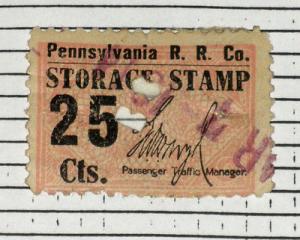 Pennsylvania R. R. Co.
STORAGE STAMP
25
Cts.
Passenger Traffic Manager.